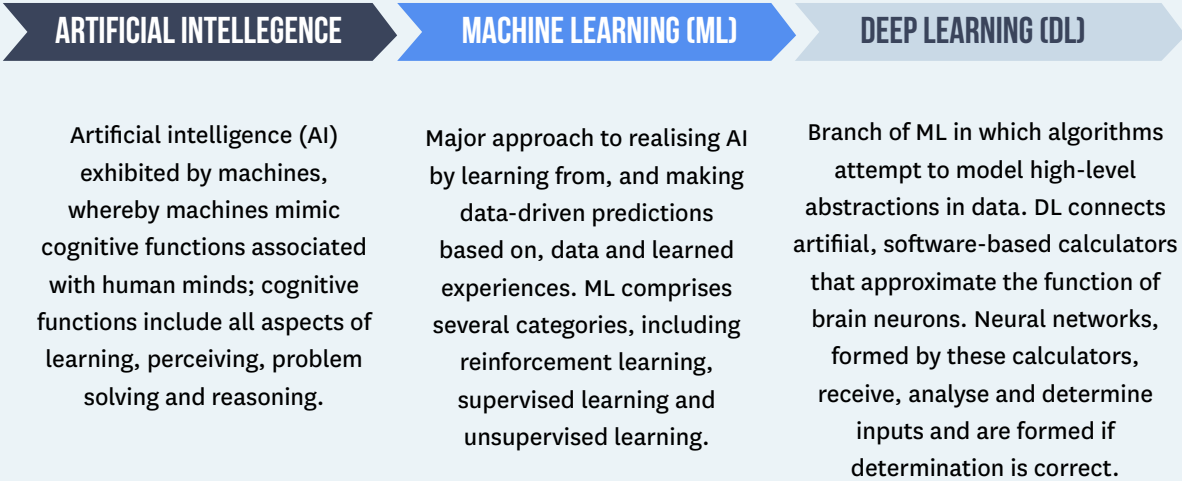 ARTIFICIAL INTELLEGENCE
Artificial intelligence (AI)
exhibited by machines,
whereby machines mimic
cognitive functions associated
with human minds; cognitive
functions include all aspects of
learning, perceiving, problem
solving and reasoning.
MACHINE LEARNING (ML)
Major approach to realising AI
by learning from, and making
data-driven predictions
based on, data and learned
experiences. ML comprises
several categories, including
reinforcement learning,
supervised learning and
unsupervised learning.
DEEP LEARNING (DL)
Branch of ML in which algorithms
attempt to model high-level
abstractions in data. DL connects
artifiial, software-based calculators
that approximate the function of
brain neurons. Neural networks,
formed by these calculators,
receive, analyse and determine
inputs and are formed if
determination is correct.